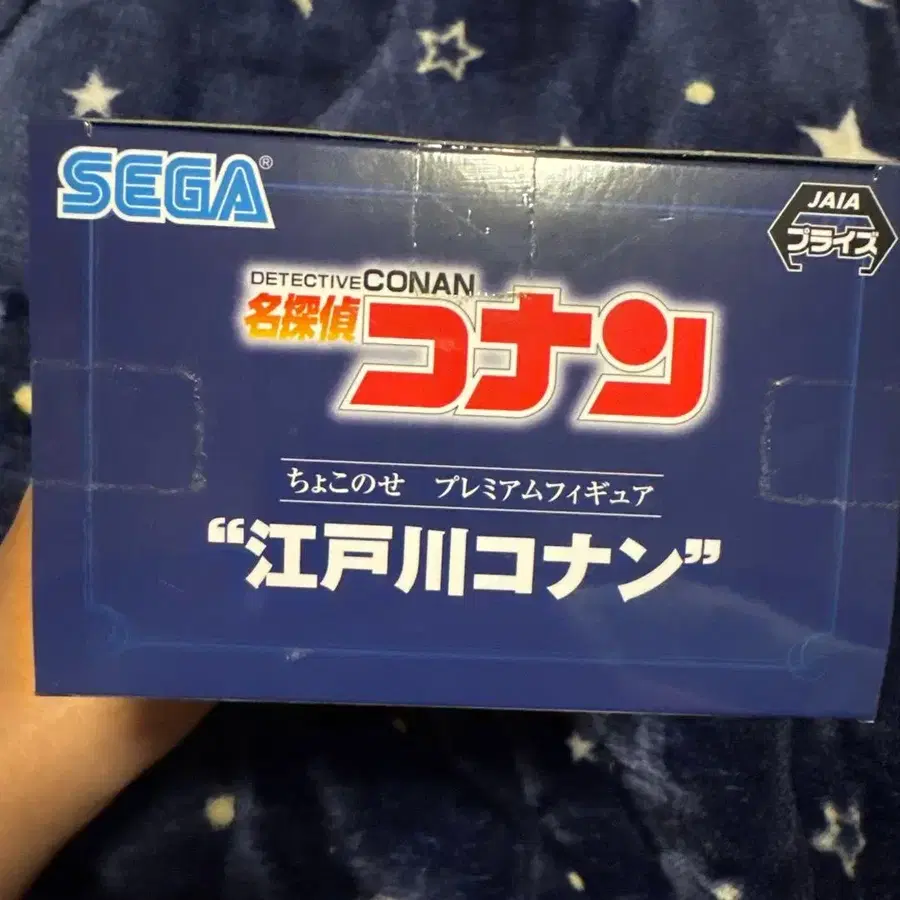 SEGA®
JAIA
プライズ
DETECTIVE CONAN
名探偵コナン
ちょこのせ プレミアムフィギュア
“江戸川コナン”